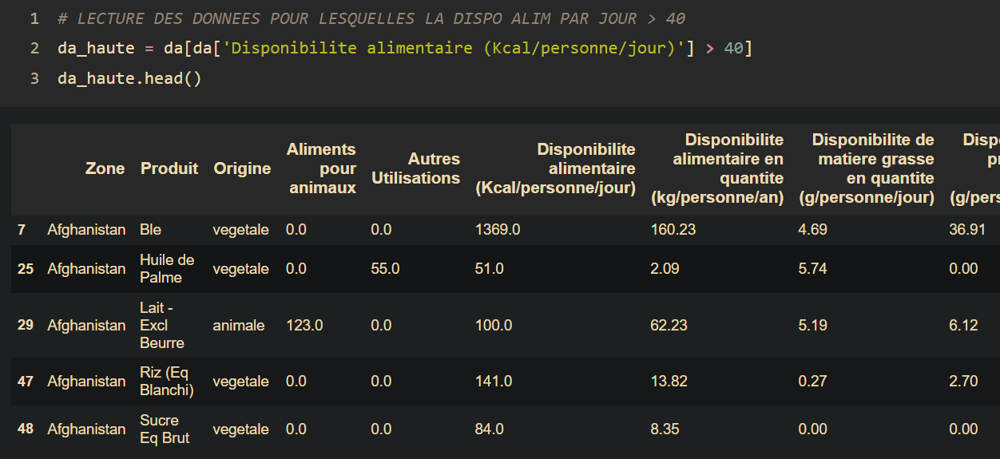 1 # LECTURE DES DONNEES POUR LESQUELLES LA DISPO ALIM PAR JOUR > 40
2 da_haute = da[da['Disponibilite alimentaire (Kcal/personne/jour)'] > 40]
3 da_haute.head()
Zone Produit Origine Aliments pour animaux Autres Utilisations Disponibilite alimentaire (Kcal/personne/jour) Disponibilite alimentaire en quantite (kg/personne/an) Disponibilite de matiere grasse en quantite (g/personne/jour)
7 Afghanistan Ble vegetale 0.0 0.0 1369.0 160.23 4.69 36.91
25 Afghanistan Huile de Palme vegetale 0.0 55.0 51.0 2.09 5.74 0.00
29 Afghanistan Lait - Excl Beurre animale 123.0 0.0 100.0 62.23 5.19 6.12
47 Afghanistan Riz (Eq Blanchi) vegetale 0.0 0.0 141.0 13.82 0.27 2.70
48 Afghanistan Sucre Eq Brut vegetale 0.0 0.0 84.0 8.35 0.00 0.00